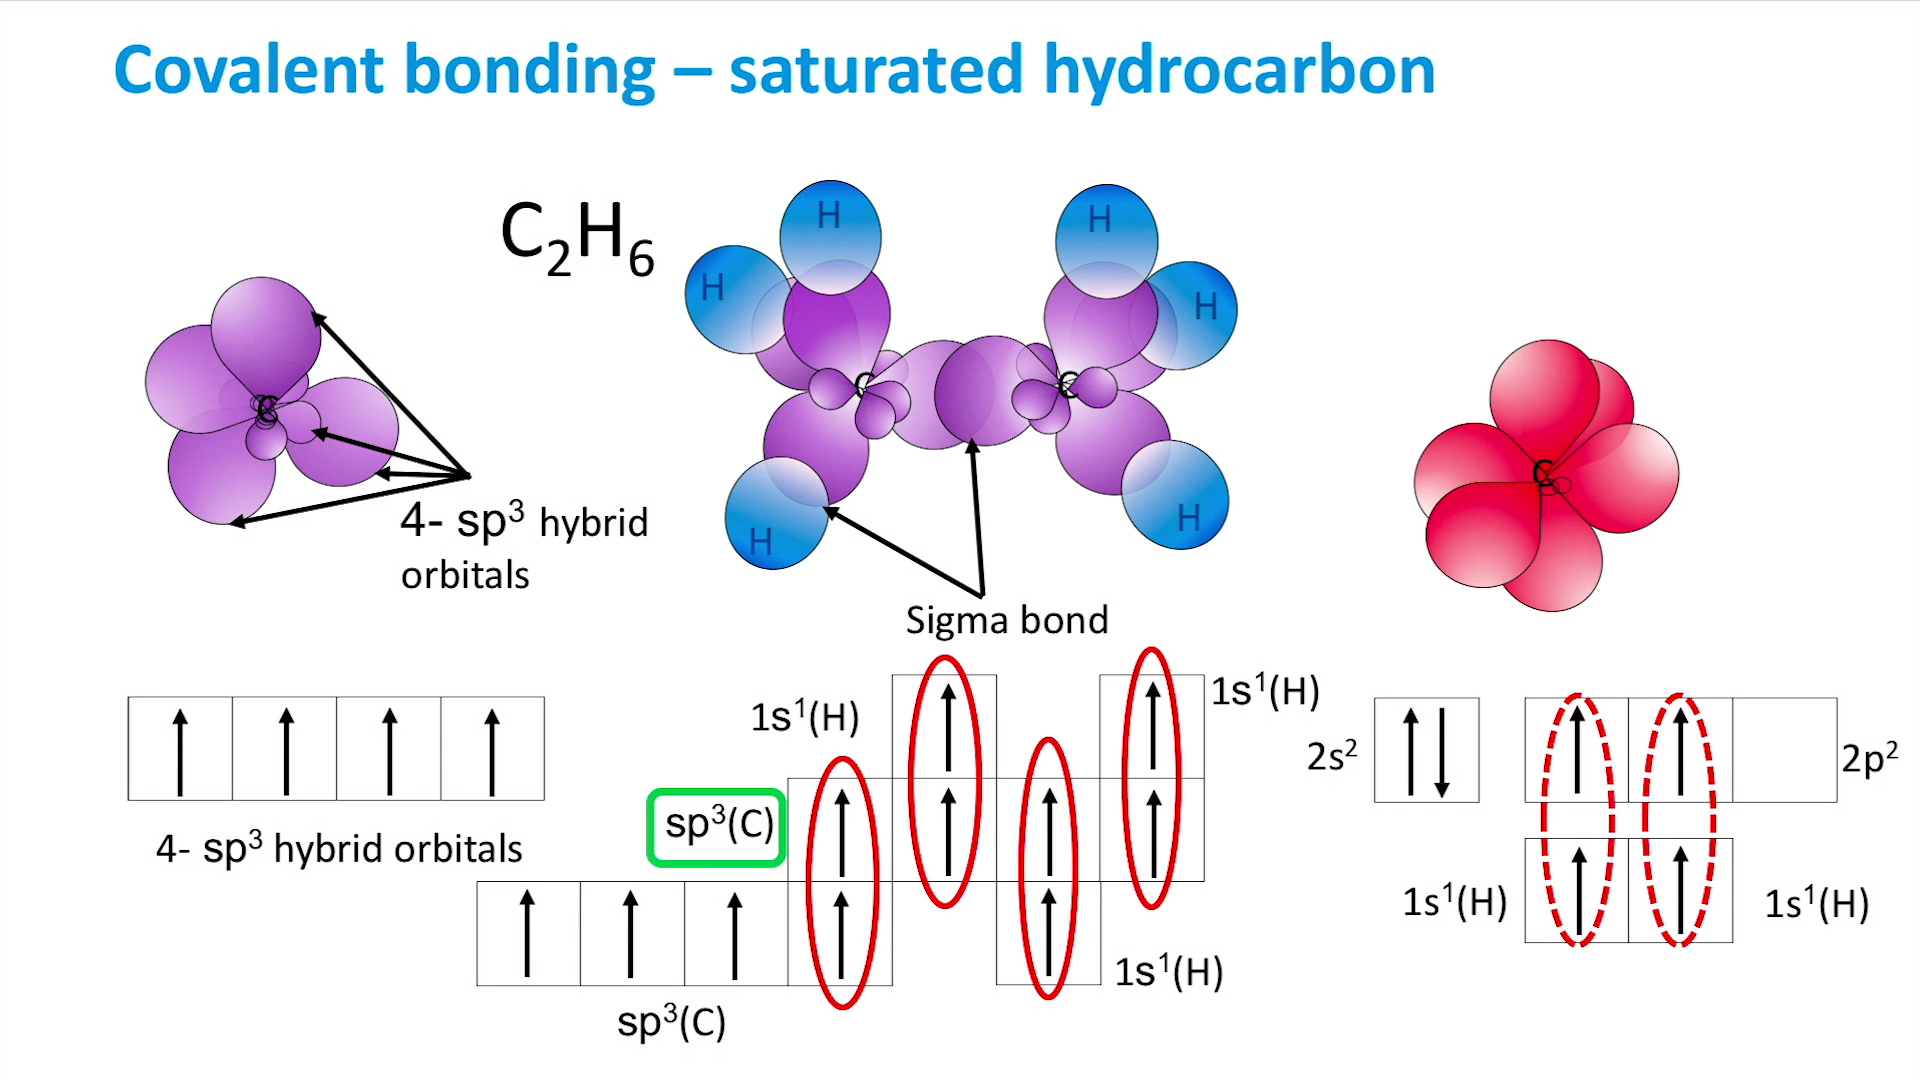 Covalent bonding – saturated hydrocarbon
C₂H₆
H
H
H
H
H
H
C
C
C
C
4- sp³ hybrid
orbitals
Sigma bond
4- sp³ hybrid orbitals
1s¹(H)
1s¹(H)
sp³(C)
1s¹(H)
sp³(C)
2s²
2p²
1s¹(H)
1s¹(H)